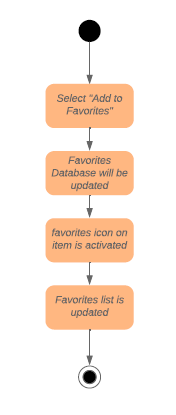 Select "Add to
Favorites"
Favorites
Database will be
updated
favorites icon on
item is activated
Favorites list is
updated